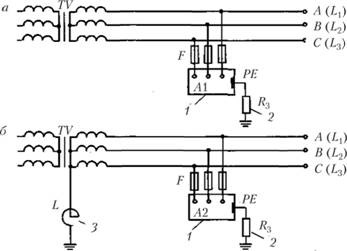 а TV A (L₁)
B (L₂)
F C (L₃)
A1 PE
1 R₃ 2
б TV A (L₁)
B (L₂)
F C (L₃)
L 3 A2 PE
1 R₃ 2